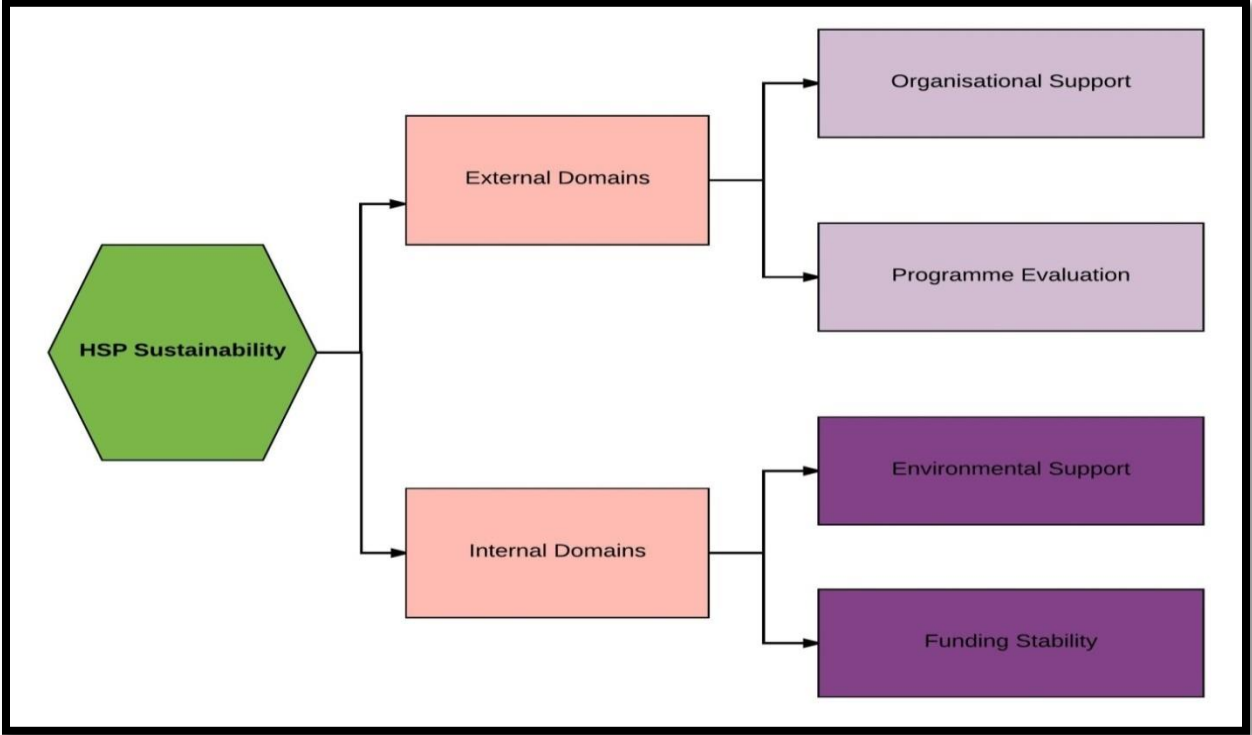 Organisational Support
External Domains
Programme Evaluation
HSP Sustainability
Environmental Support
Internal Domains
Funding Stability